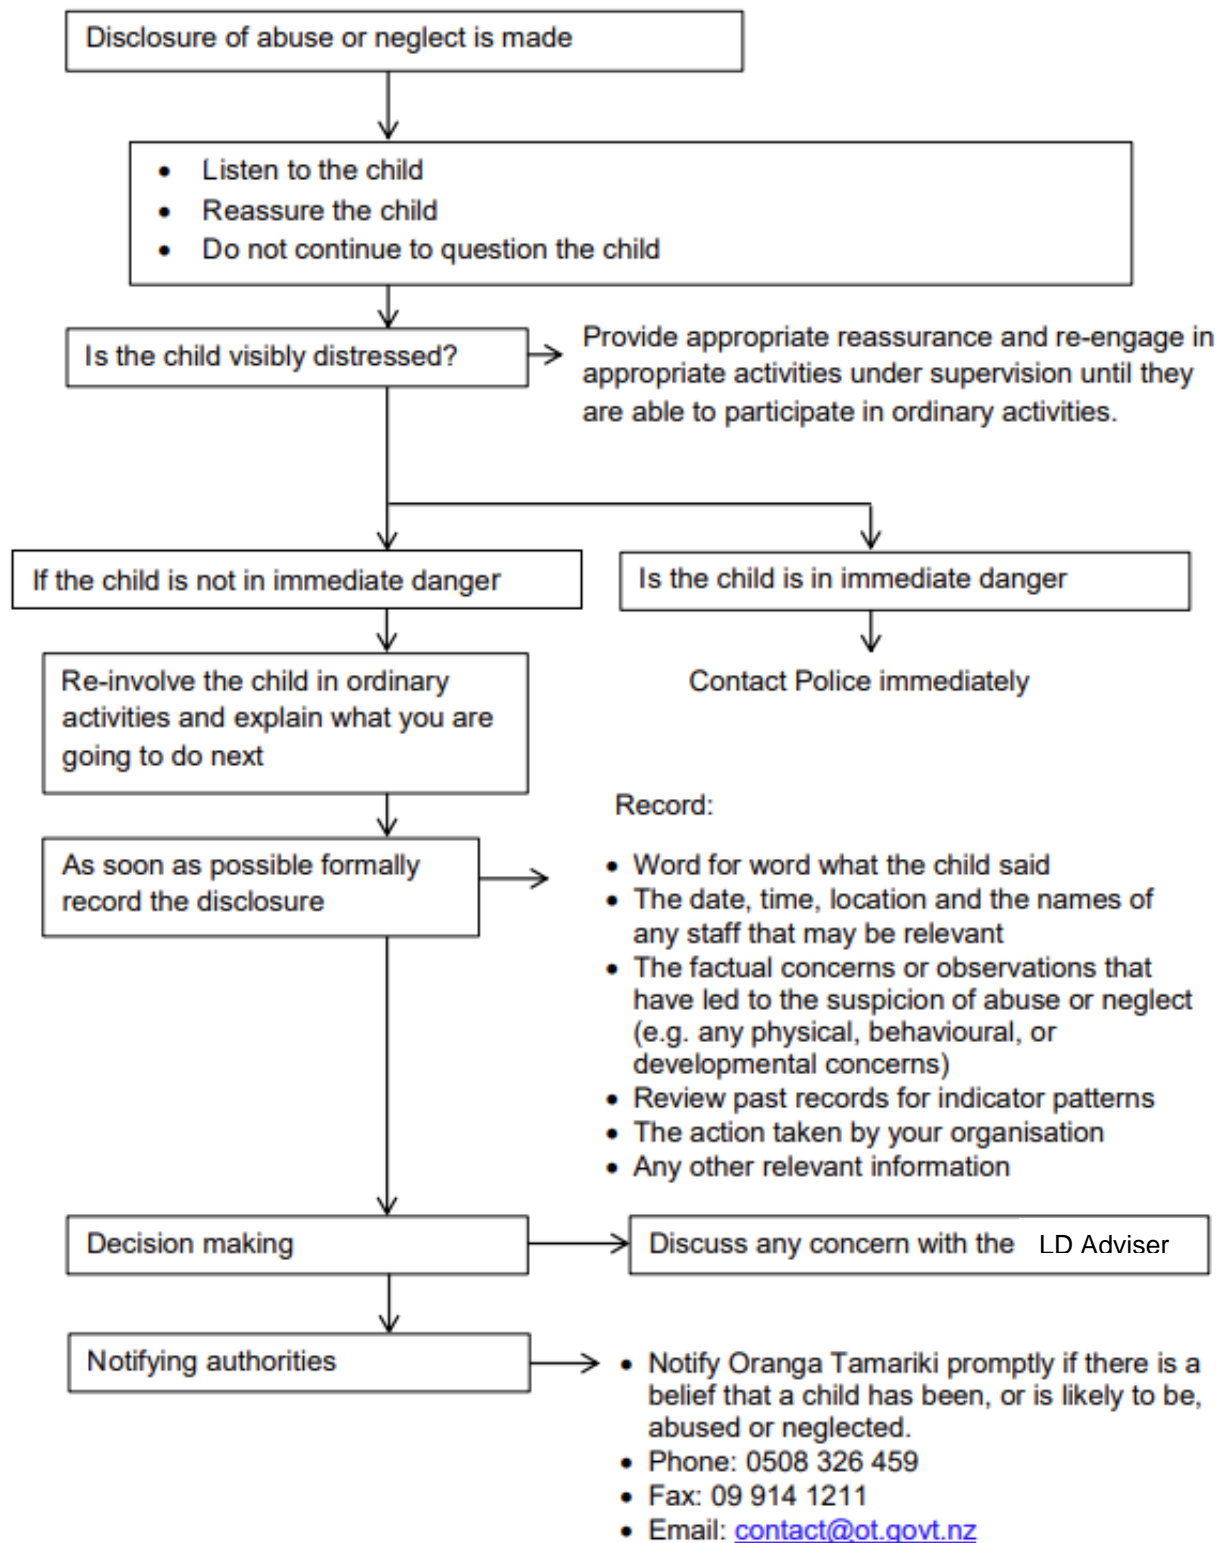 Disclosure of abuse or neglect is made
• Listen to the child
• Reassure the child
• Do not continue to question the child
Is the child visibly distressed?
Provide appropriate reassurance and re-engage in
appropriate activities under supervision until they
are able to participate in ordinary activities.
If the child is not in immediate danger
Is the child is in immediate danger
Re-involve the child in ordinary
activities and explain what you are
going to do next
Contact Police immediately
As soon as possible formally
record the disclosure
Record:
• Word for word what the child said
• The date, time, location and the names of
any staff that may be relevant
• The factual concerns or observations that
have led to the suspicion of abuse or neglect
(e.g. any physical, behavioural, or
developmental concerns)
• Review past records for indicator patterns
• The action taken by your organisation
• Any other relevant information
Decision making
Discuss any concern with the LD Adviser
Notifying authorities
• Notify Oranga Tamariki promptly if there is a
belief that a child has been, or is likely to be,
abused or neglected.
• Phone: 0508 326 459
• Fax: 09 914 1211
• Email: contact@ot.govt.nz